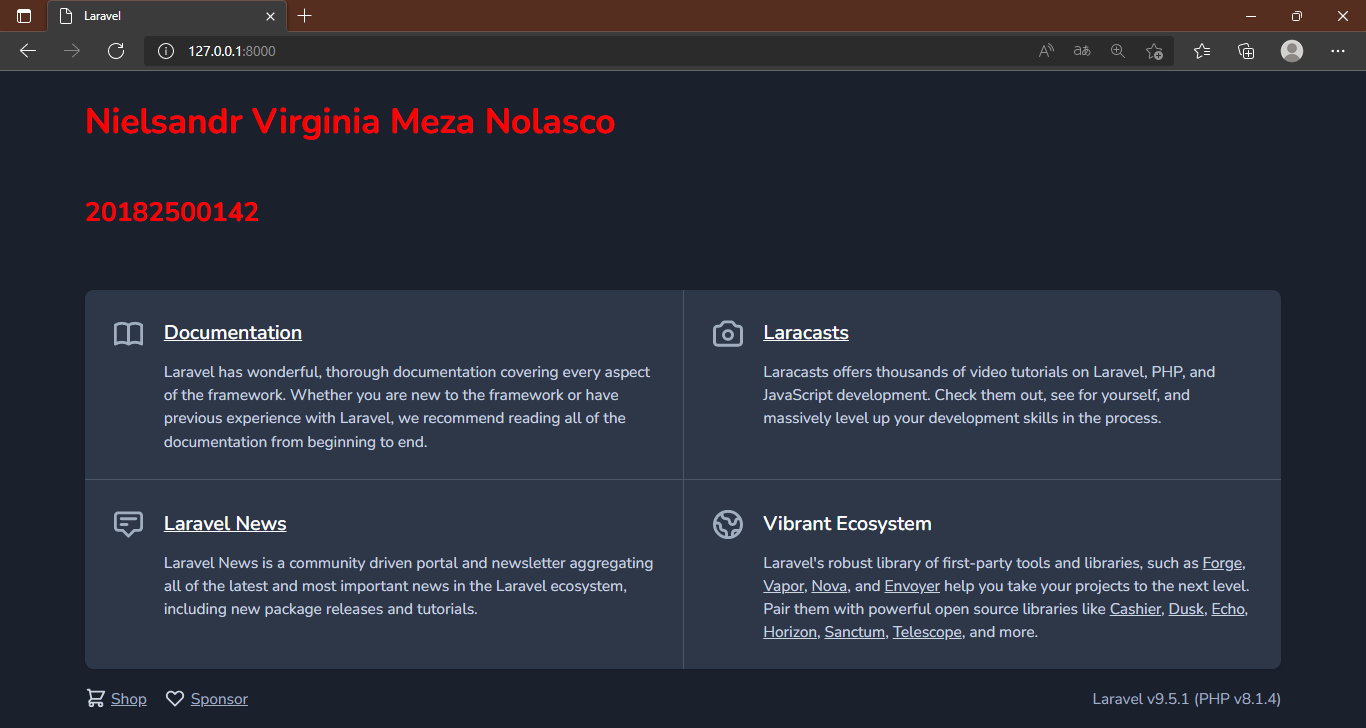 Laravel
127.0.0.1:8000
Nielsandr Virginia Meza Nolasco
20182500142
Documentation
Laravel has wonderful, thorough documentation covering every aspect
of the framework. Whether you are new to the framework or have
previous experience with Laravel, we recommend reading all of the
documentation from beginning to end.
Laracasts
Laracasts offers thousands of video tutorials on Laravel, PHP, and
JavaScript development. Check them out, see for yourself, and
massively level up your development skills in the process.
Laravel News
Laravel News is a community driven portal and newsletter aggregating
all of the latest and most important news in the Laravel ecosystem,
including new package releases and tutorials.
Vibrant Ecosystem
Laravel's robust library of first-party tools and libraries, such as Forge,
Vapor, Nova, and Envoyer help you take your projects to the next level.
Pair them with powerful open source libraries like Cashier, Dusk, Echo,
Horizon, Sanctum, Telescope, and more.
Shop Sponsor
Laravel v9.5.1 (PHP v8.1.4)